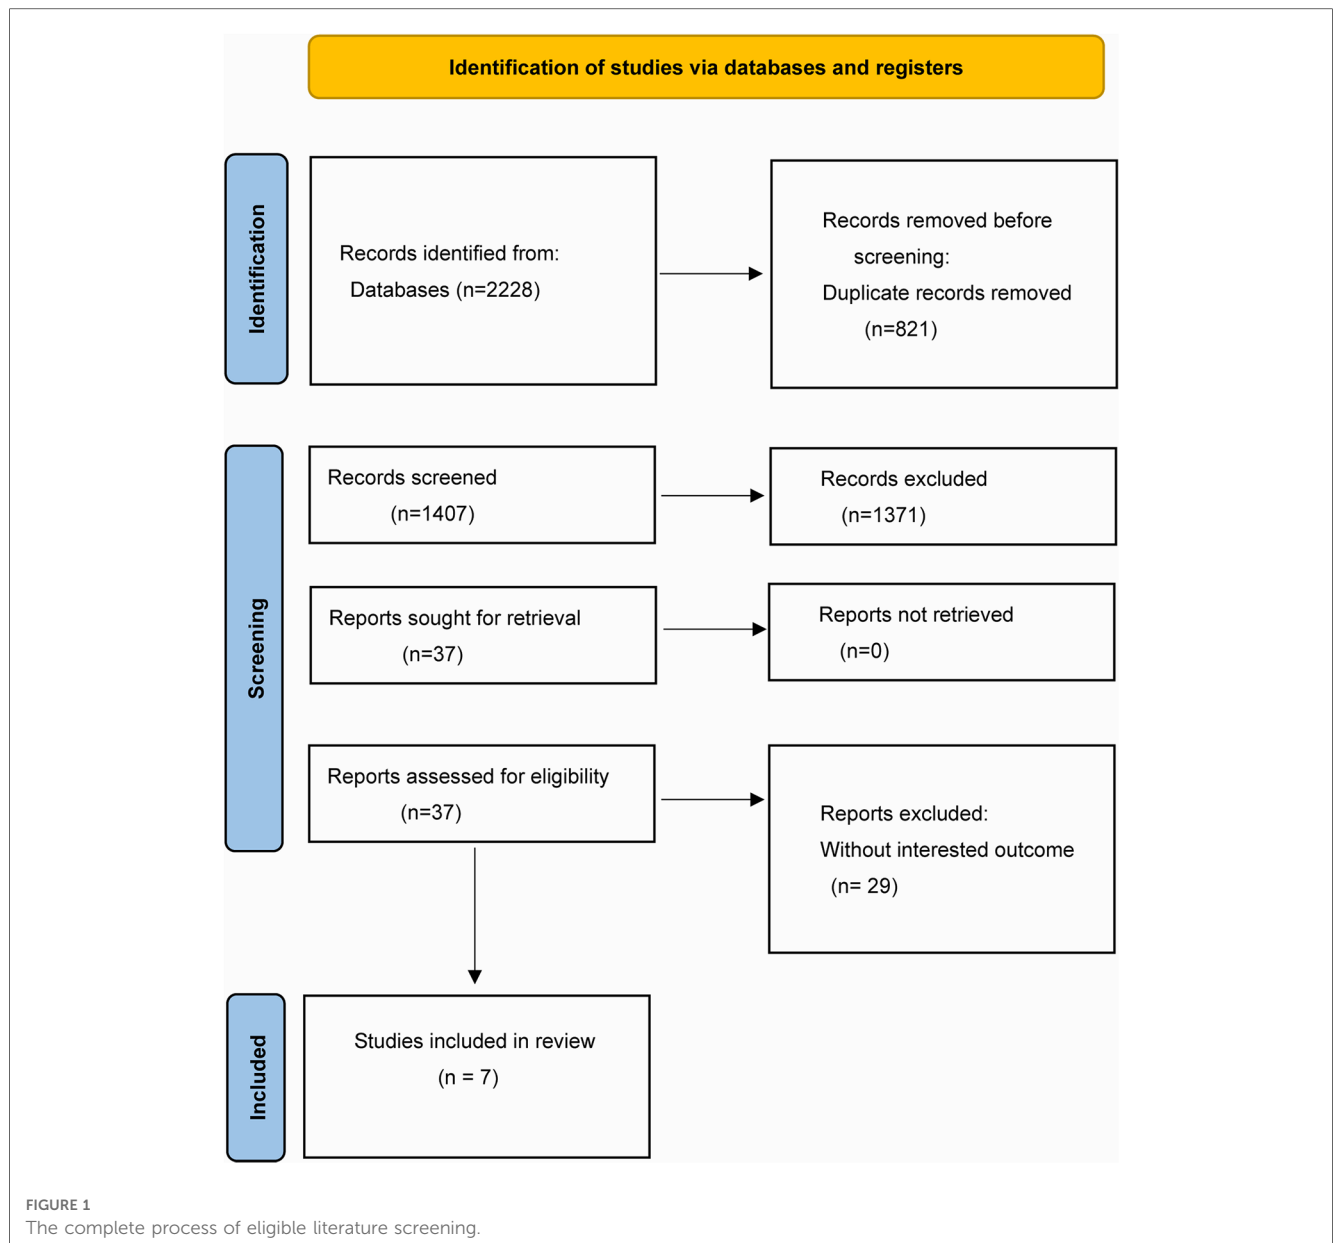 Identification of studies via databases and registers
Identification
Records identified from:
Databases (n=2228)
Records removed before
screening:
Duplicate records removed
(n=821)
Screening
Records screened
(n=1407)
Records excluded
(n=1371)
Reports sought for retrieval
(n=37)
Reports not retrieved
(n=0)
Reports assessed for eligibility
(n=37)
Reports excluded:
Without interested outcome
(n= 29)
Included
Studies included in review
(n = 7)
FIGURE 1
The complete process of eligible literature screening.